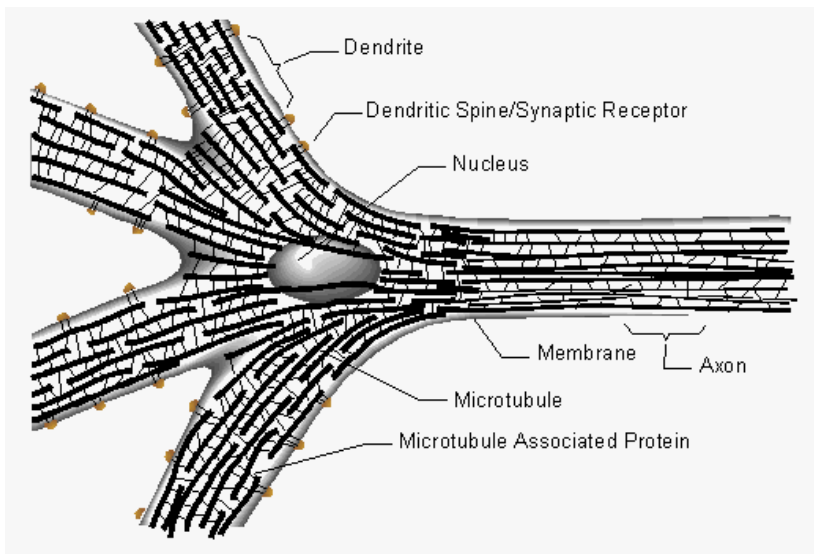 Dendrite
Dendritic Spine/Synaptic Receptor
Nucleus
Membrane
Axon
Microtubule
Microtubule Associated Protein